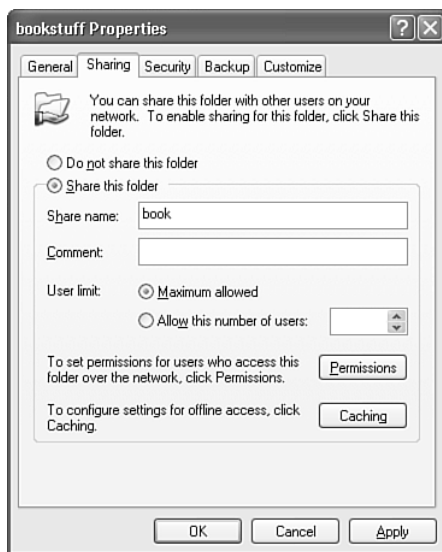 bookstuff Properties
General Sharing Security Backup Customize
You can share this folder with other users on your
network. To enable sharing for this folder, click Share this
folder.
Do not share this folder
Share this folder
Share name: book
Comment:
User limit: Maximum allowed
Allow this number of users:
To set permissions for users who access this
folder over the network, click Permissions.
Permissions
To configure settings for offline access, click
Caching.
Caching
OK Cancel Apply